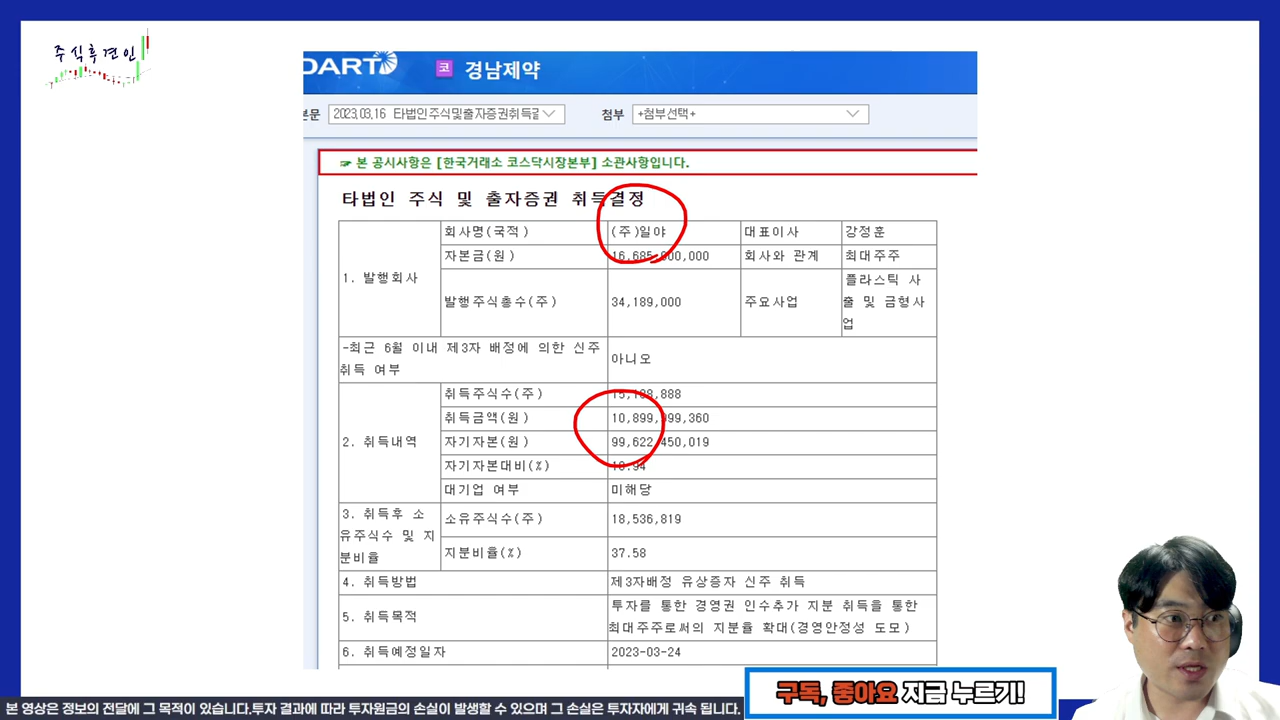 주식후견인
DART 코 경남제약
본문 2023.03.16 타법인주식및출자증권취득결 첨부 +첨부선택+
☞ 본 공시사항은 [한국거래소 코스닥시장본부] 소관사항입니다.
타법인 주식 및 출자증권 취득결정
1. 발행회사 회사명(국적) (주)일야 대표이사 강정훈
자본금(원) 16,685,000,000 회사와 관계 최대주주
발행주식총수(주) 34,189,000 주요사업 플라스틱 사
출 및 금형사
업
-최근 6월 이내 제3자 배정에 의한 신주
취득 여부 아니오
2. 취득내역 취득주식수(주) 888
취득금액(원) 10,899,999,360
자기자본(원) 99,622,450,019
자기자본대비(%) 10.94
대기업 여부 미해당
3. 취득후 소
유주식수 및 지
분비율 소유주식수(주) 18,536,819
지분비율(%) 37.58
4. 취득방법 제3자배정 유상증자 신주 취득
5. 취득목적 투자를 통한 경영권 인수추가 지분 취득을 통한
최대주주로써의 지분율 확대(경영안정성 도모)
6. 취득예정일자 2023-03-24
구독, 좋아요 지금 누르기!
본 영상은 정보의 전달에 그 목적이 있습니다.투자 결과에 따라 투자원금의 손실이 발생할 수 있으며 그 손실은 투자자에게 귀속 됩니다.